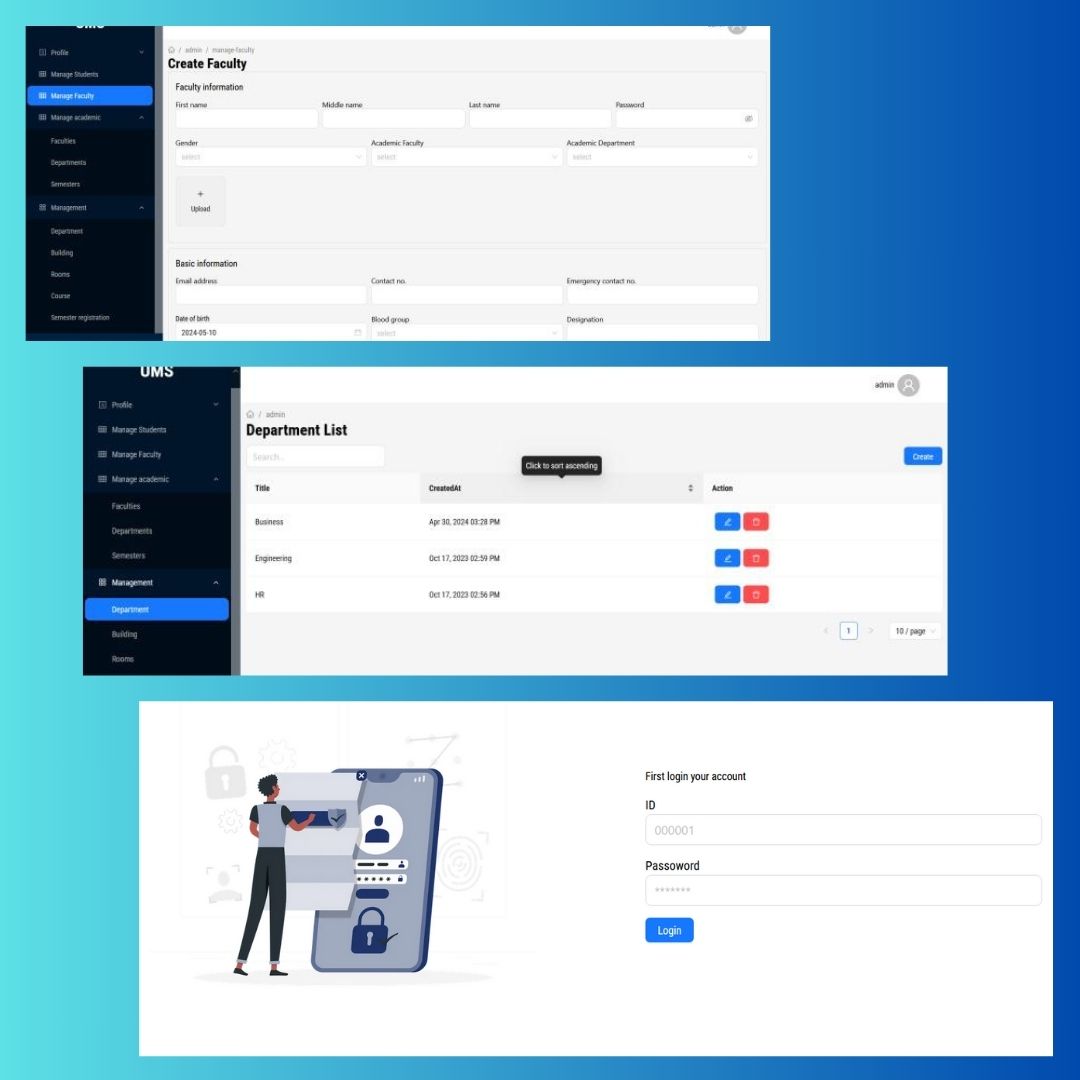 UMS
admin
Profile
Manage Students
Manage Faculty
Manage academic
Faculties
Departments
Semesters
Management
Department
Building
Rooms
Course
Semester registration
/ admin / manage-faculty
Create Faculty
Faculty information
First name Middle name Last name Password
Gender Academic Faculty Academic Department
select select select
+
Upload
Basic information
Email address Contact no. Emergency contact no.
Date of birth Blood group Designation
2024-05-10 select
UMS
admin
Profile
Manage Students
Manage Faculty
Manage academic
Faculties
Departments
Semesters
Management
Department
Building
Rooms
/ admin
Department List
Search...
Click to sort ascending
Create
Title CreatedAt Action
Business Apr 30, 2024 03:28 PM
Engineering Oct 17, 2023 02:59 PM
HR Oct 17, 2023 02:56 PM
< 1 > 10 / page
First login your account
ID
000001
Passoword
*******
Login